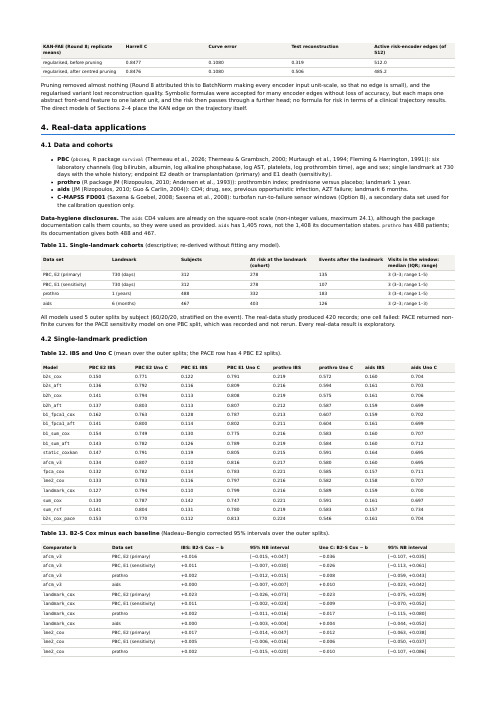 KAN-FAE (Round 8; replicate means) Harrell C Curve error Test reconstruction Active risk-encoder edges (of 512)
regularised, before pruning 0.8477 0.1080 0.319 512.0
regularised, after centred pruning 0.8476 0.1080 0.506 485.2
Pruning removed almost nothing (Round 8 attributed this to BatchNorm making every encoder input unit-scale, so that no edge is small), and the
regularised variant lost reconstruction quality. Symbolic formulas were accepted for many encoder edges without loss of accuracy, but each maps one
abstract front-end feature to one latent unit, and the risk then passes through a further head; no formula for risk in terms of a clinical trajectory results.
The direct models of Sections 2–4 place the KAN edge on the trajectory itself.
4. Real-data applications
4.1 Data and cohorts
• PBC (pbcseq, R package survival) (Therneau et al., 2026; Therneau & Grambsch, 2000; Murtaugh et al., 1994; Fleming & Harrington, 1991)): six
laboratory channels (log bilirubin, albumin, log alkaline phosphatase, log AST, platelets, log prothrombin time), age and sex; single landmark at 730
days with the whole history; endpoint E2 death or transplantation (primary) and E1 death (sensitivity).
• prothro (R package JM (Rizopoulos, 2010; Andersen et al., 1993)): prothrombin index; prednisone versus placebo; landmark 1 year.
• aids (JM (Rizopoulos, 2010; Guo & Carlin, 2004)): CD4; drug, sex, previous opportunistic infection, AZT failure; landmark 6 months.
• C-MAPSS FD001 (Saxena & Goebel, 2008; Saxena et al., 2008): turbofan run-to-failure sensor windows (Option B), a secondary data set used for
the calibration question only.
Data-hygiene disclosures. The aids CD4 values are already on the square-root scale (non-integer values, maximum 24.1), although the package
documentation calls them counts, so they were used as provided. aids has 1,405 rows, not the 1,408 its documentation states. prothro has 488 patients;
its documentation gives both 488 and 467.
Table 11. Single-landmark cohorts (descriptive; re-derived without fitting any model).
Data set Landmark Subjects At risk at the landmark (cohort) Events after the landmark Visits in the window: median (IQR; range)
PBC, E2 (primary) 730 (days) 312 278 135 3 (3–3; range 1–5)
PBC, E1 (sensitivity) 730 (days) 312 278 107 3 (3–3; range 1–5)
prothro 1 (years) 488 332 183 3 (3–4; range 1–5)
aids 6 (months) 467 403 126 3 (2–3; range 1–3)
All models used 5 outer splits by subject (60/20/20, stratified on the event). The real-data study produced 420 records; one cell failed: PACE returned non-
finite curves for the PACE sensitivity model on one PBC split, which was recorded and not rerun. Every real-data result is exploratory.
4.2 Single-landmark prediction
Table 12. IBS and Uno C (mean over the outer splits; the PACE row has 4 PBC E2 splits).
Model PBC E2 IBS PBC E2 Uno C PBC E1 IBS PBC E1 Uno C prothro IBS prothro Uno C aids IBS aids Uno C
b2s_cox 0.150 0.771 0.122 0.791 0.219 0.572 0.160 0.704
b2s_aft 0.136 0.792 0.116 0.809 0.216 0.594 0.161 0.703
b2h_cox 0.141 0.794 0.113 0.808 0.219 0.575 0.161 0.706
b2h_aft 0.137 0.803 0.113 0.807 0.212 0.587 0.159 0.699
b1_fpca1_cox 0.162 0.763 0.128 0.787 0.213 0.607 0.159 0.702
b1_fpca1_aft 0.141 0.800 0.114 0.802 0.211 0.604 0.161 0.699
b1_sum_cox 0.154 0.749 0.130 0.775 0.216 0.583 0.160 0.707
b1_sum_aft 0.143 0.782 0.126 0.789 0.218 0.584 0.160 0.712
static_coxkan 0.147 0.791 0.119 0.805 0.215 0.591 0.164 0.695
afcm_v3 0.134 0.807 0.110 0.816 0.217 0.580 0.160 0.695
fpca_cox 0.132 0.782 0.114 0.783 0.221 0.585 0.157 0.711
lme2_cox 0.133 0.783 0.116 0.797 0.216 0.582 0.158 0.707
landmark_cox 0.127 0.794 0.110 0.799 0.216 0.589 0.159 0.700
sum_cox 0.130 0.787 0.142 0.747 0.221 0.591 0.161 0.697
sum_rsf 0.141 0.804 0.131 0.780 0.219 0.583 0.157 0.734
b2s_cox_pace 0.153 0.770 0.112 0.813 0.224 0.546 0.161 0.704
Table 13. B2-S Cox minus each baseline (Nadeau-Bengio corrected 95% intervals over the outer splits).
Comparator b Data set IBS: B2-S Cox − b 95% NB interval Uno C: B2-S Cox − b 95% NB interval
afcm_v3 PBC, E2 (primary) +0.016 [−0.015, +0.047] −0.036 [−0.107, +0.035]
afcm_v3 PBC, E1 (sensitivity) +0.011 [−0.007, +0.030] −0.026 [−0.113, +0.061]
afcm_v3 prothro +0.002 [−0.012, +0.015] −0.008 [−0.059, +0.043]
afcm_v3 aids −0.000 [−0.007, +0.007] +0.010 [−0.023, +0.042]
landmark_cox PBC, E2 (primary) +0.023 [−0.026, +0.073] −0.023 [−0.075, +0.029]
landmark_cox PBC, E1 (sensitivity) +0.011 [−0.002, +0.024] −0.009 [−0.070, +0.052]
landmark_cox prothro +0.002 [−0.011, +0.016] −0.017 [−0.115, +0.080]
landmark_cox aids +0.000 [−0.003, +0.004] +0.004 [−0.044, +0.052]
lme2_cox PBC, E2 (primary) +0.017 [−0.014, +0.047] −0.012 [−0.063, +0.038]
lme2_cox PBC, E1 (sensitivity) +0.005 [−0.006, +0.016] −0.006 [−0.050, +0.037]
lme2_cox prothro +0.002 [−0.015, +0.020] −0.010 [−0.107, +0.086]